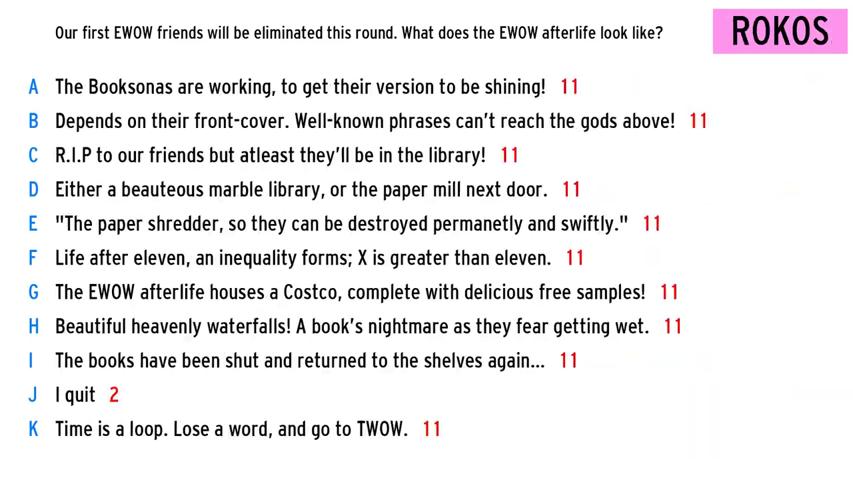 Our first EWOW friends will be eliminated this round. What does the EWOW afterlife look like?
ROKOS
A The Booksonas are working, to get their version to be shining! 11
B Depends on their front-cover. Well-known phrases can't reach the gods above! 11
C R.I.P to our friends but atleast they'll be in the library! 11
D Either a beauteous marble library, or the paper mill next door. 11
E "The paper shredder, so they can be destroyed permanetly and swiftly." 11
F Life after eleven, an inequality forms; X is greater than eleven. 11
G The EWOW afterlife houses a Costco, complete with delicious free samples! 11
H Beautiful heavenly waterfalls! A book's nightmare as they fear getting wet. 11
I The books have been shut and returned to the shelves again... 11
J I quit 2
K Time is a loop. Lose a word, and go to TWOW. 11